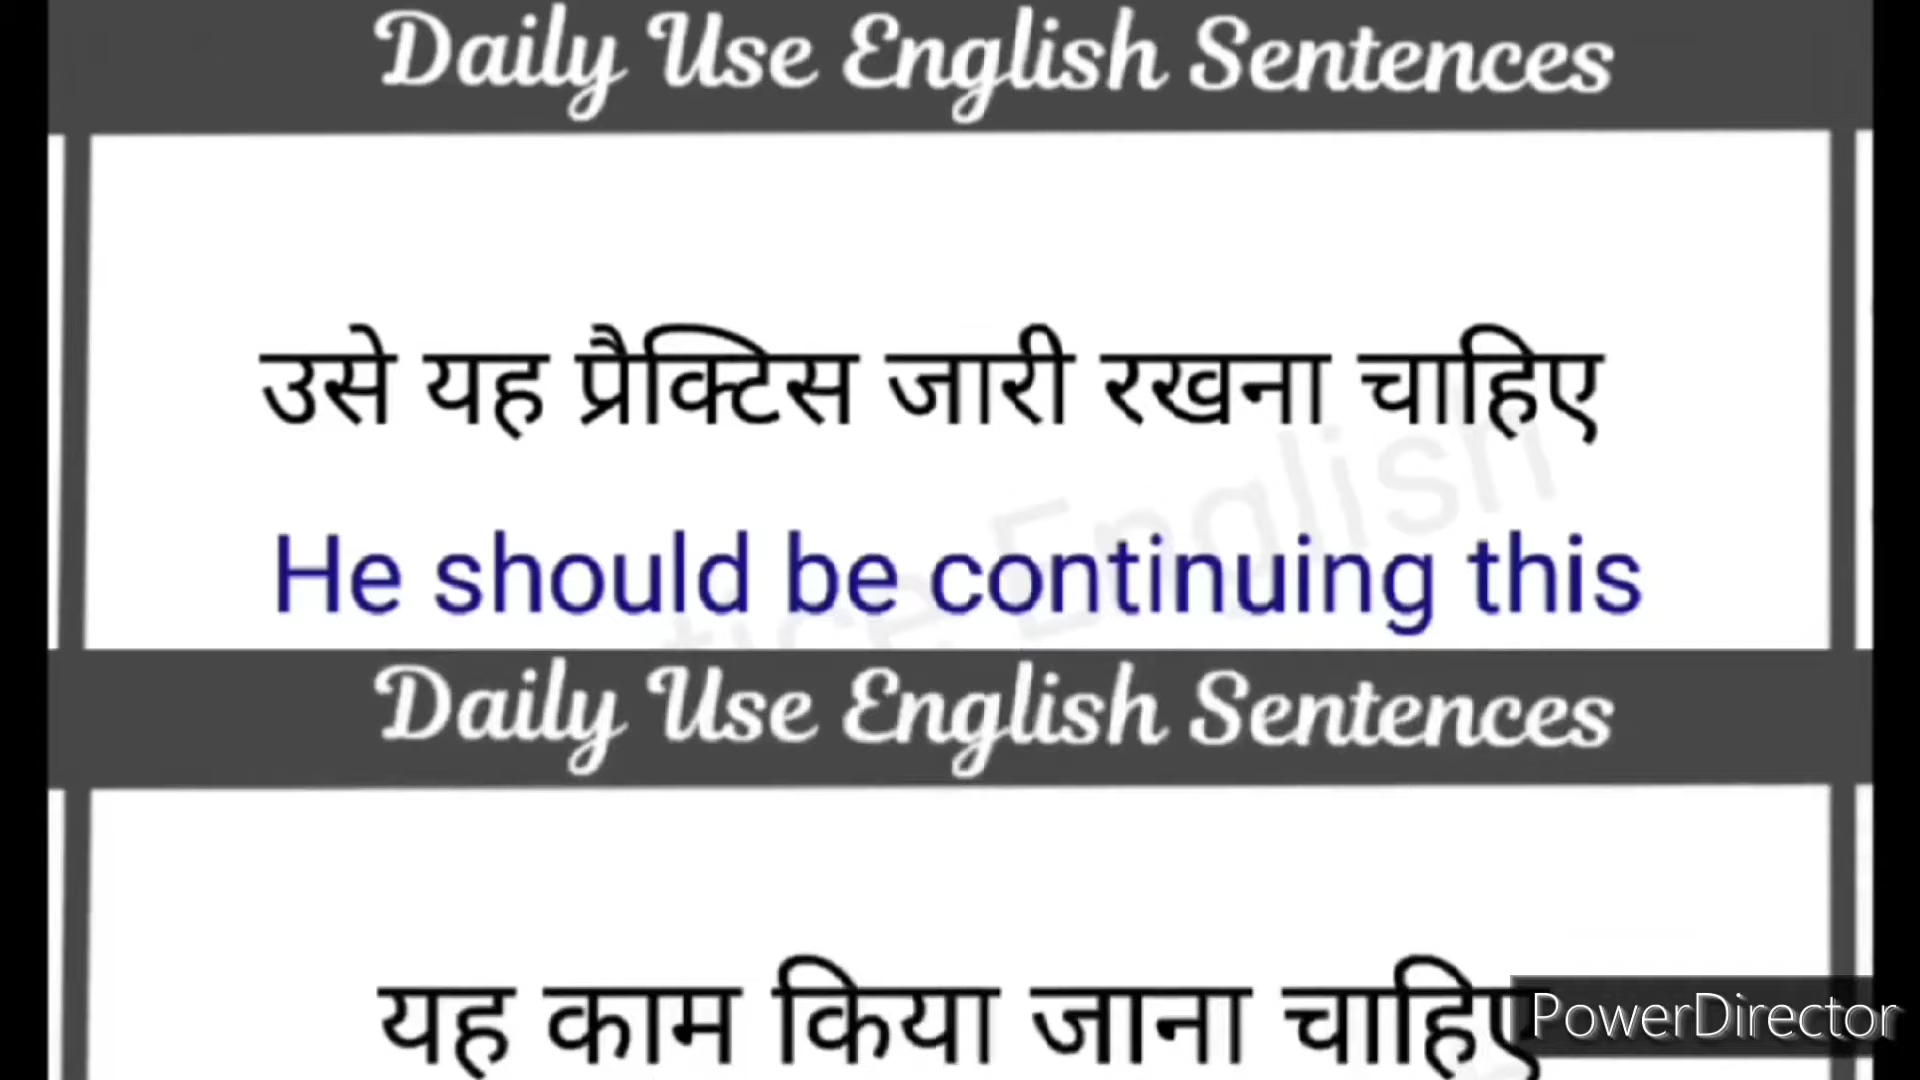 Daily Use English Sentences
उसे यह प्रैक्टिस जारी रखना चाहिए
He should be continuing this
Daily Use English Sentences
यह काम किया जाना चाहिए
PowerDirector